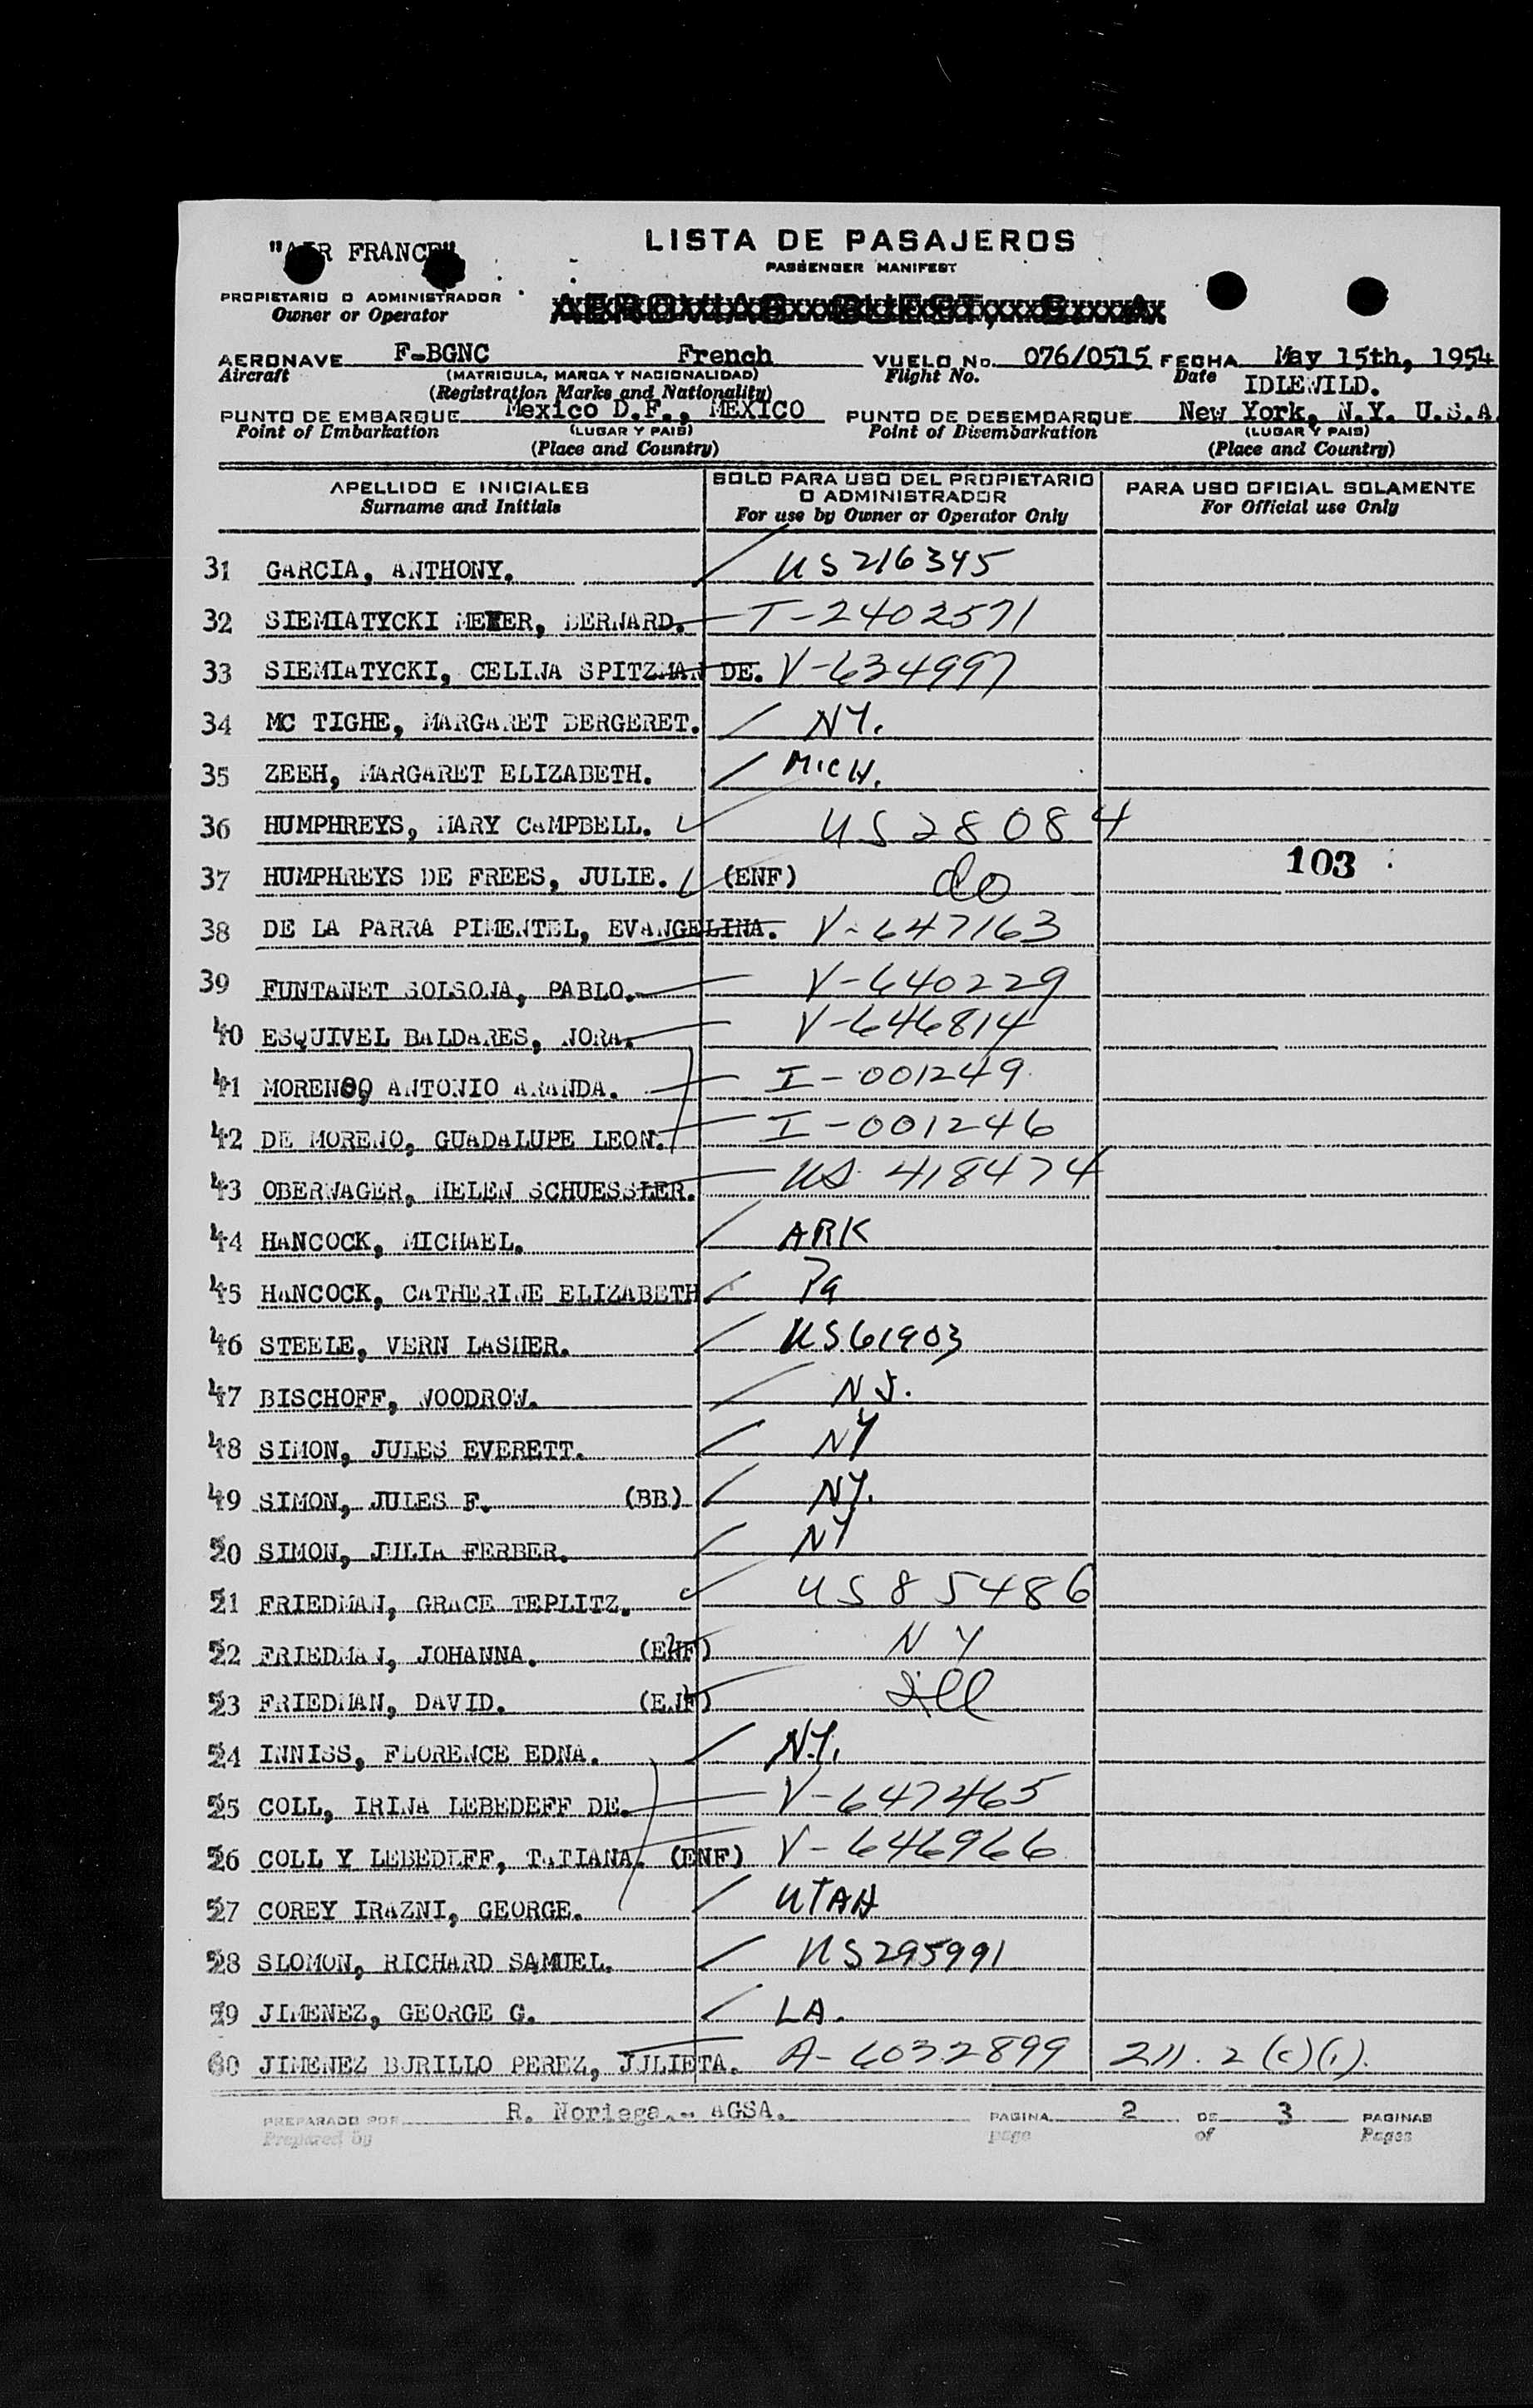 "AIR FRANCE"
LISTA DE PASAJEROS
PASSENGER MANIFEST
PROPIETARIO O ADMINISTRADOR
Owner or Operator
AEROVIAS GUEST, S. A.
AERONAVE F-BGNC French VUELO No. 076/0515 FECHA May 15th, 1954
Aircraft (MATRICULA, MARCA Y NACIONALIDAD) Flight No. Date IDLEWILD.
(Registration Marks and Nationality)
PUNTO DE EMBARQUE Mexico D.F., MEXICO PUNTO DE DESEMBARQUE New York, N.Y. U.S.A.
Point of Embarkation (LUGAR Y PAIS) Point of Disembarkation (LUGAR Y PAIS)
(Place and Country) (Place and Country)
APELLIDO E INICIALES SOLO PARA USO DEL PROPIETARIO O ADMINISTRADOR PARA USO OFICIAL SOLAMENTE
Surname and Initials For use by Owner or Operator Only For Official use Only
31 GARCIA, ANTHONY. US216345
32 SIEMIATYCKI MEYER, BERNARD. T-2402571
33 SIEMIATYCKI, CELINA SPITZMAN DE. V-634997
34 MC TIGHE, MARGARET BERGERET. NY.
35 ZEEH, MARGARET ELIZABETH. MICH.
36 HUMPHREYS, MARY CAMPBELL. US28084
37 HUMPHREYS DE FREES, JULIE. (ENF) do 103
38 DE LA PARRA PIMENTEL, EVANGELINA. V-647163
39 FUNTANET SOLSONA, PABLO. V-640229
40 ESQUIVEL BALDARES, NORA. V-646814
41 MORENO, ANTONIO ARANDA. I-001249
42 DE MORENO, GUADALUPE LEON. I-001246
43 OBERWAGER, HELEN SCHUESSLER. US 418474
44 HANCOCK, MICHAEL. ARK
45 HANCOCK, CATHERINE ELIZABETH. Pa
46 STEELE, VERN LASHER. US61903
47 BISCHOFF, WOODROW. NJ.
48 SIMON, JULES EVERETT. NY
49 SIMON, JULES F. (BB) NY.
50 SIMON, JULIA FERBER. NY
51 FRIEDMAN, GRACE TEPLITZ. US85486
52 FRIEDMAN, JOHANNA. (ENF) NY
53 FRIEDMAN, DAVID. (ENF) Ill
54 INNISS, FLORENCE EDNA. N.Y.
55 COLL, IRINA LEBEDEFF DE. V-647465
56 COLL Y LEBEDEFF, TATIANA. (ENF) V-646966
57 COREY IRAZNI, GEORGE. UTAH
58 SLOMON, RICHARD SAMUEL. US295991
59 JIMENEZ, GEORGE G. LA.
60 JIMENEZ BURILLO PEREZ, JULIETA. A-6032899 211.2(c)(1).
PREPARADO POR R. Noriega.- AGSA. PAGINA 2 DE 3 PAGINAS
Prepared by page of Pages